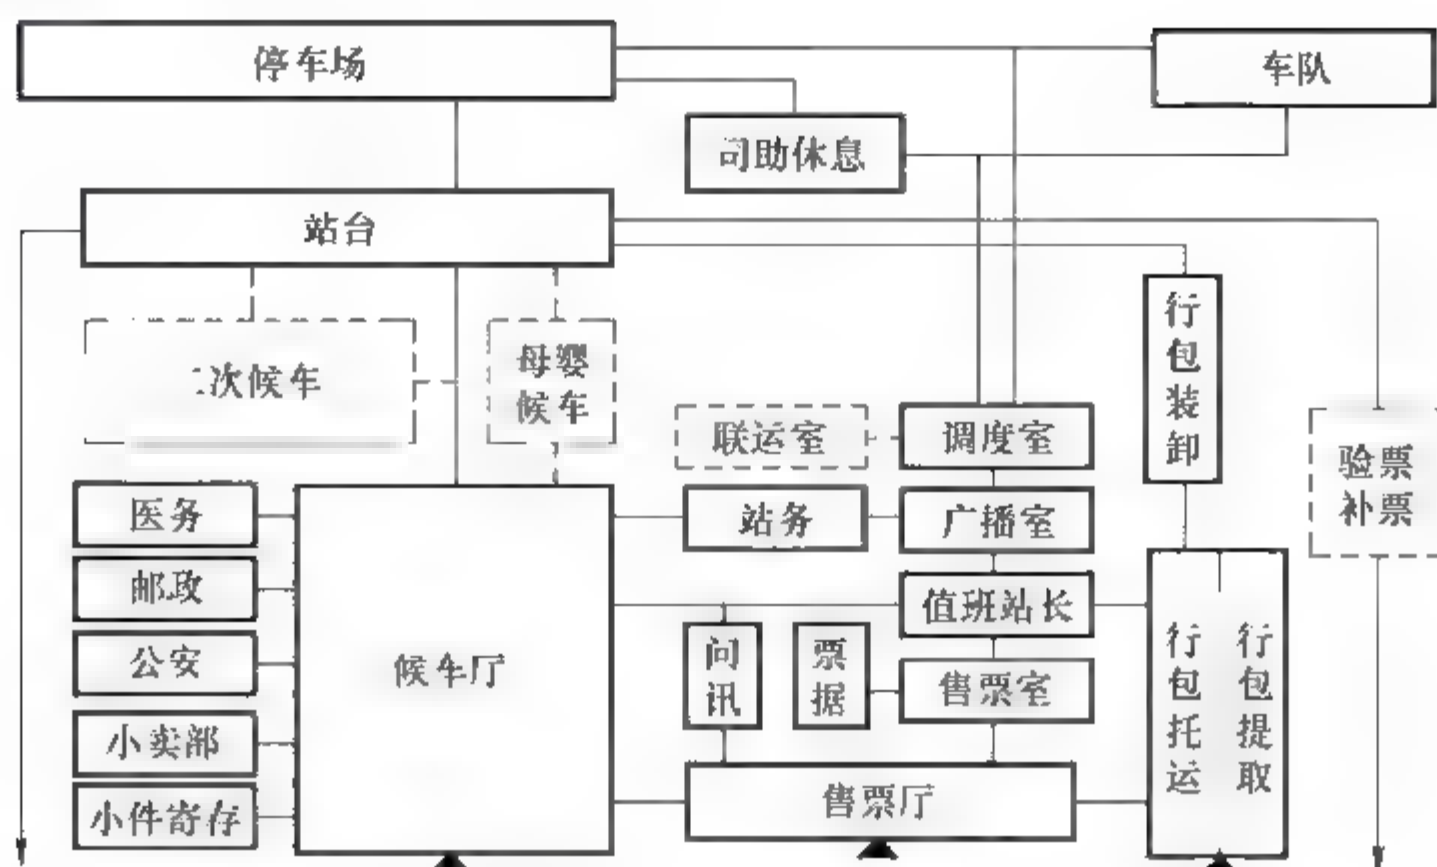 停车场
车队
司助休息
站台
行
包
装
卸
二次候车
母婴
候车
联运室
调度室
验票
补票
医务
站务
广播室
邮政
值班站长
公安
候车厅
问
讯
票
据
售票室
行
包
托
运
行
包
提
取
小卖部
售票厅
小件寄存